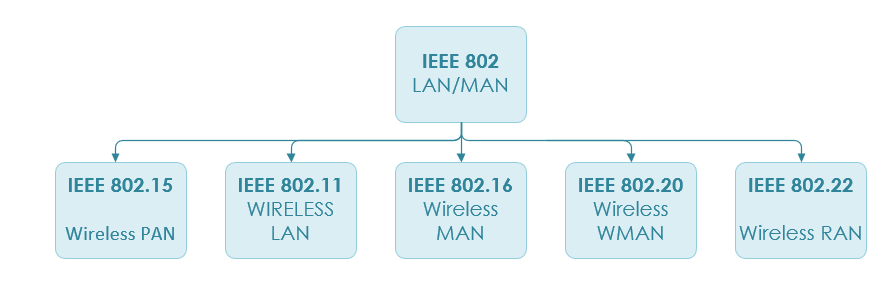 IEEE 802
LAN/MAN
IEEE 802.15
Wireless PAN
IEEE 802.11
WIRELESS
LAN
IEEE 802.16
Wireless
MAN
IEEE 802.20
Wireless
WMAN
IEEE 802.22
Wireless RAN